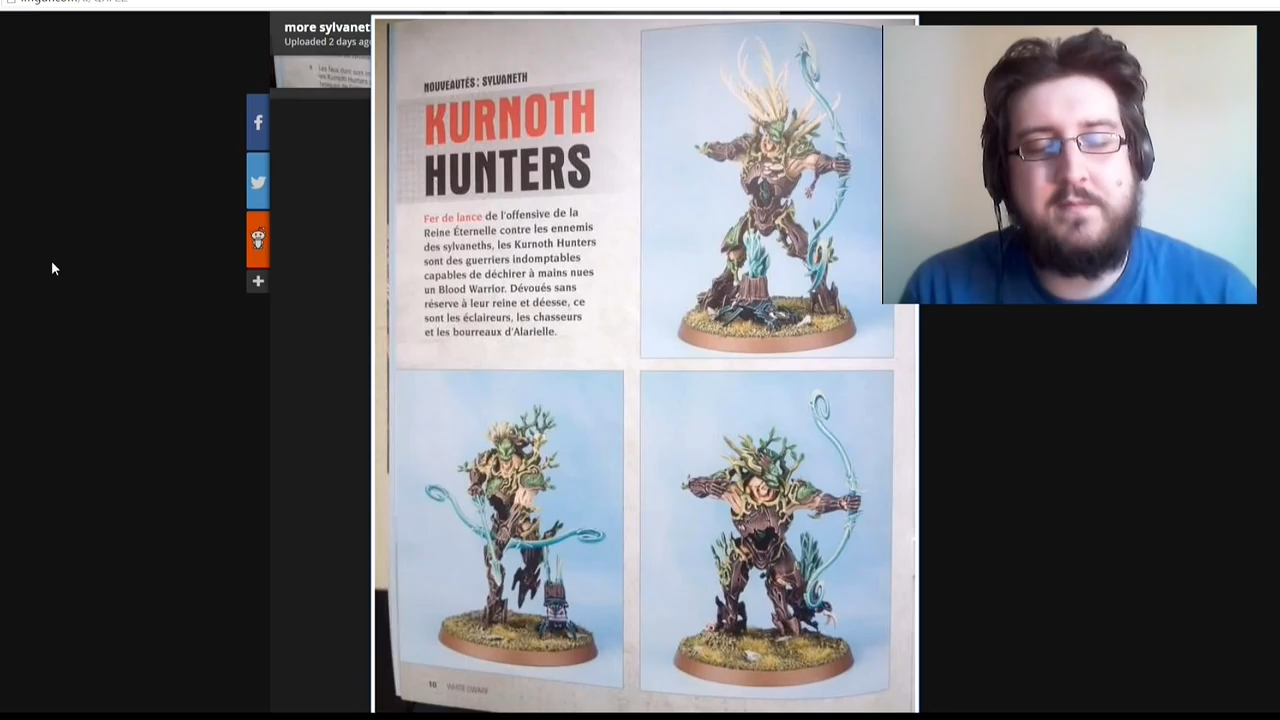 more sylvanet
Uploaded 2 days ago
NOUVEAUTÉS : SYLVANETH
KURNOTH
HUNTERS
Fer de lance de l'offensive de la
Reine Éternelle contre les ennemis
des sylvaneths, les Kurnoth Hunters
sont des guerriers indomptables
capables de déchirer à mains nues
un Blood Warrior. Dévoués sans
réserve à leur reine et déesse, ce
sont les éclaireurs, les chasseurs
et les bourreaux d'Alarielle.
10 WHITE DWARF